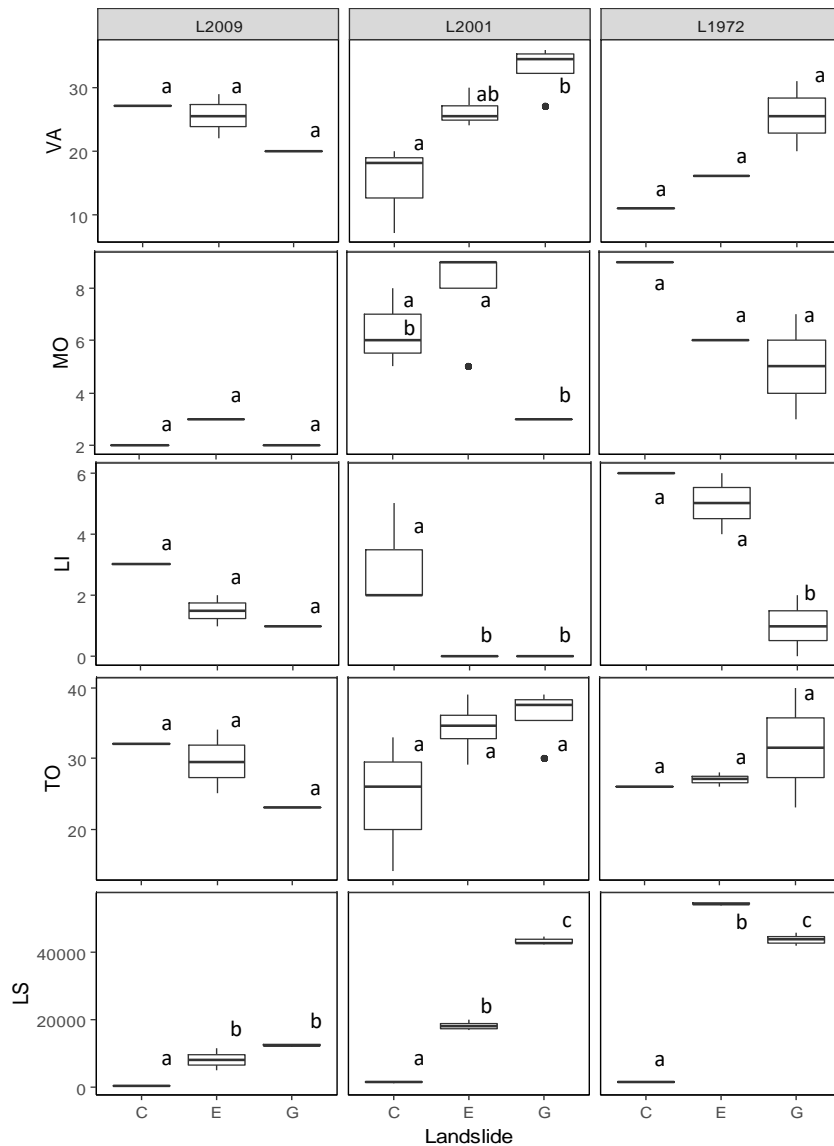 L2009 L2001 L1972
VA
30
20
10
a a a
a ab b
a a a
MO
8
6
4
2
a a a
a b a b
a a a
LI
6
4
2
0
a a a
a b b
a a b
TO
40
30
20
a a a
a a a
a a a
LS
40000
20000
0
a b b
a b c
a b c
C E G C E G C E G
Landslide